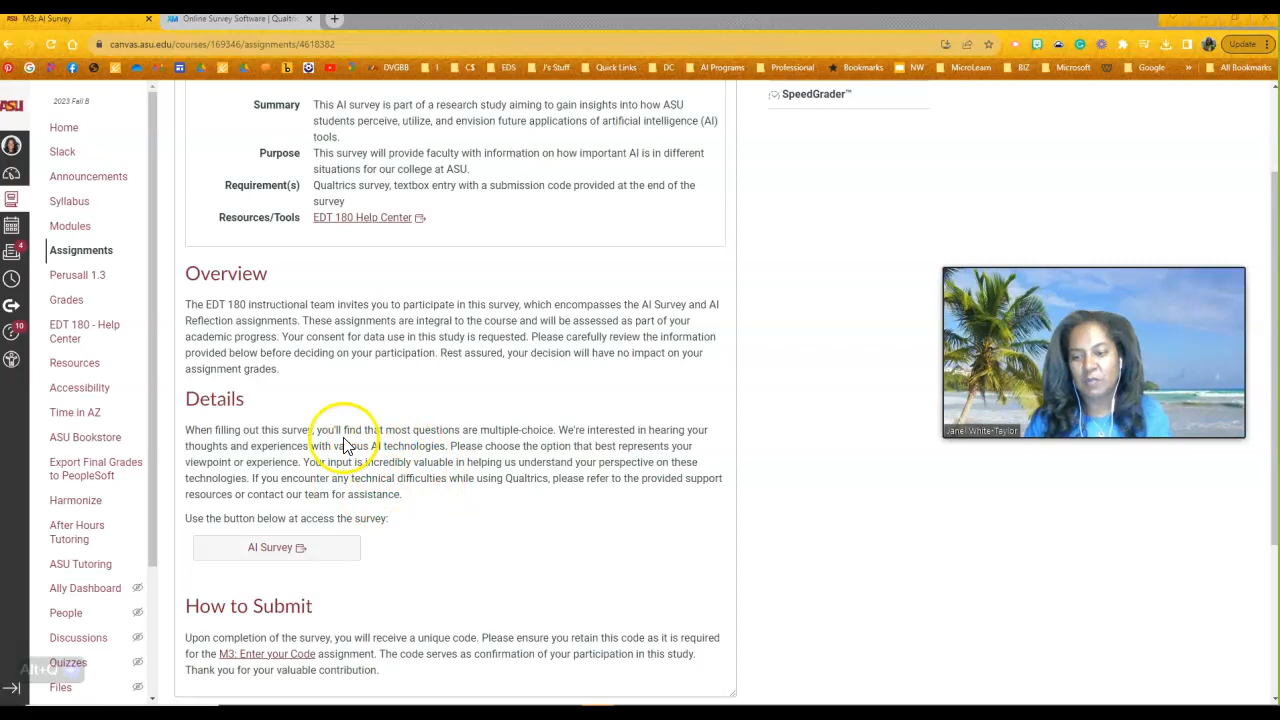 M3: AI Survey
Online Survey Software | Qualtri
canvas.asu.edu/courses/169346/assignments/4618382
Update
DVGBB
C$
EDS
J's Stuff
Quick Links
DC
AI Programs
Professional
Bookmarks
NW
MicroLearn
BIZ
Microsoft
Google
»
All Bookmarks
ASU
4
10
2023 Fall B
Home
Slack
Announcements
Syllabus
Modules
Assignments
Perusall 1.3
Grades
EDT 180 - Help
Center
Resources
Accessibility
Time in AZ
ASU Bookstore
Export Final Grades
to PeopleSoft
Harmonize
After Hours
Tutoring
ASU Tutoring
Ally Dashboard
People
Discussions
Quizzes
Files
Alt+Q
Summary
This AI survey is part of a research study aiming to gain insights into how ASU
students perceive, utilize, and envision future applications of artificial intelligence (AI)
tools.
Purpose
This survey will provide faculty with information on how important AI is in different
situations for our college at ASU.
Requirement(s)
Qualtrics survey, textbox entry with a submission code provided at the end of the
survey
Resources/Tools
EDT 180 Help Center
Overview
The EDT 180 instructional team invites you to participate in this survey, which encompasses the AI Survey and AI
Reflection assignments. These assignments are integral to the course and will be assessed as part of your
academic progress. Your consent for data use in this study is requested. Please carefully review the information
provided below before deciding on your participation. Rest assured, your decision will have no impact on your
assignment grades.
Details
When filling out this survey, you'll find that most questions are multiple-choice. We're interested in hearing your
thoughts and experiences with various AI technologies. Please choose the option that best represents your
viewpoint or experience. Your input is incredibly valuable in helping us understand your perspective on these
technologies. If you encounter any technical difficulties while using Qualtrics, please refer to the provided support
resources or contact our team for assistance.
Use the button below at access the survey:
AI Survey
How to Submit
Upon completion of the survey, you will receive a unique code. Please ensure you retain this code as it is required
for the M3: Enter your Code assignment. The code serves as confirmation of your participation in this study.
Thank you for your valuable contribution.
SpeedGrader™
Janel White-Taylor